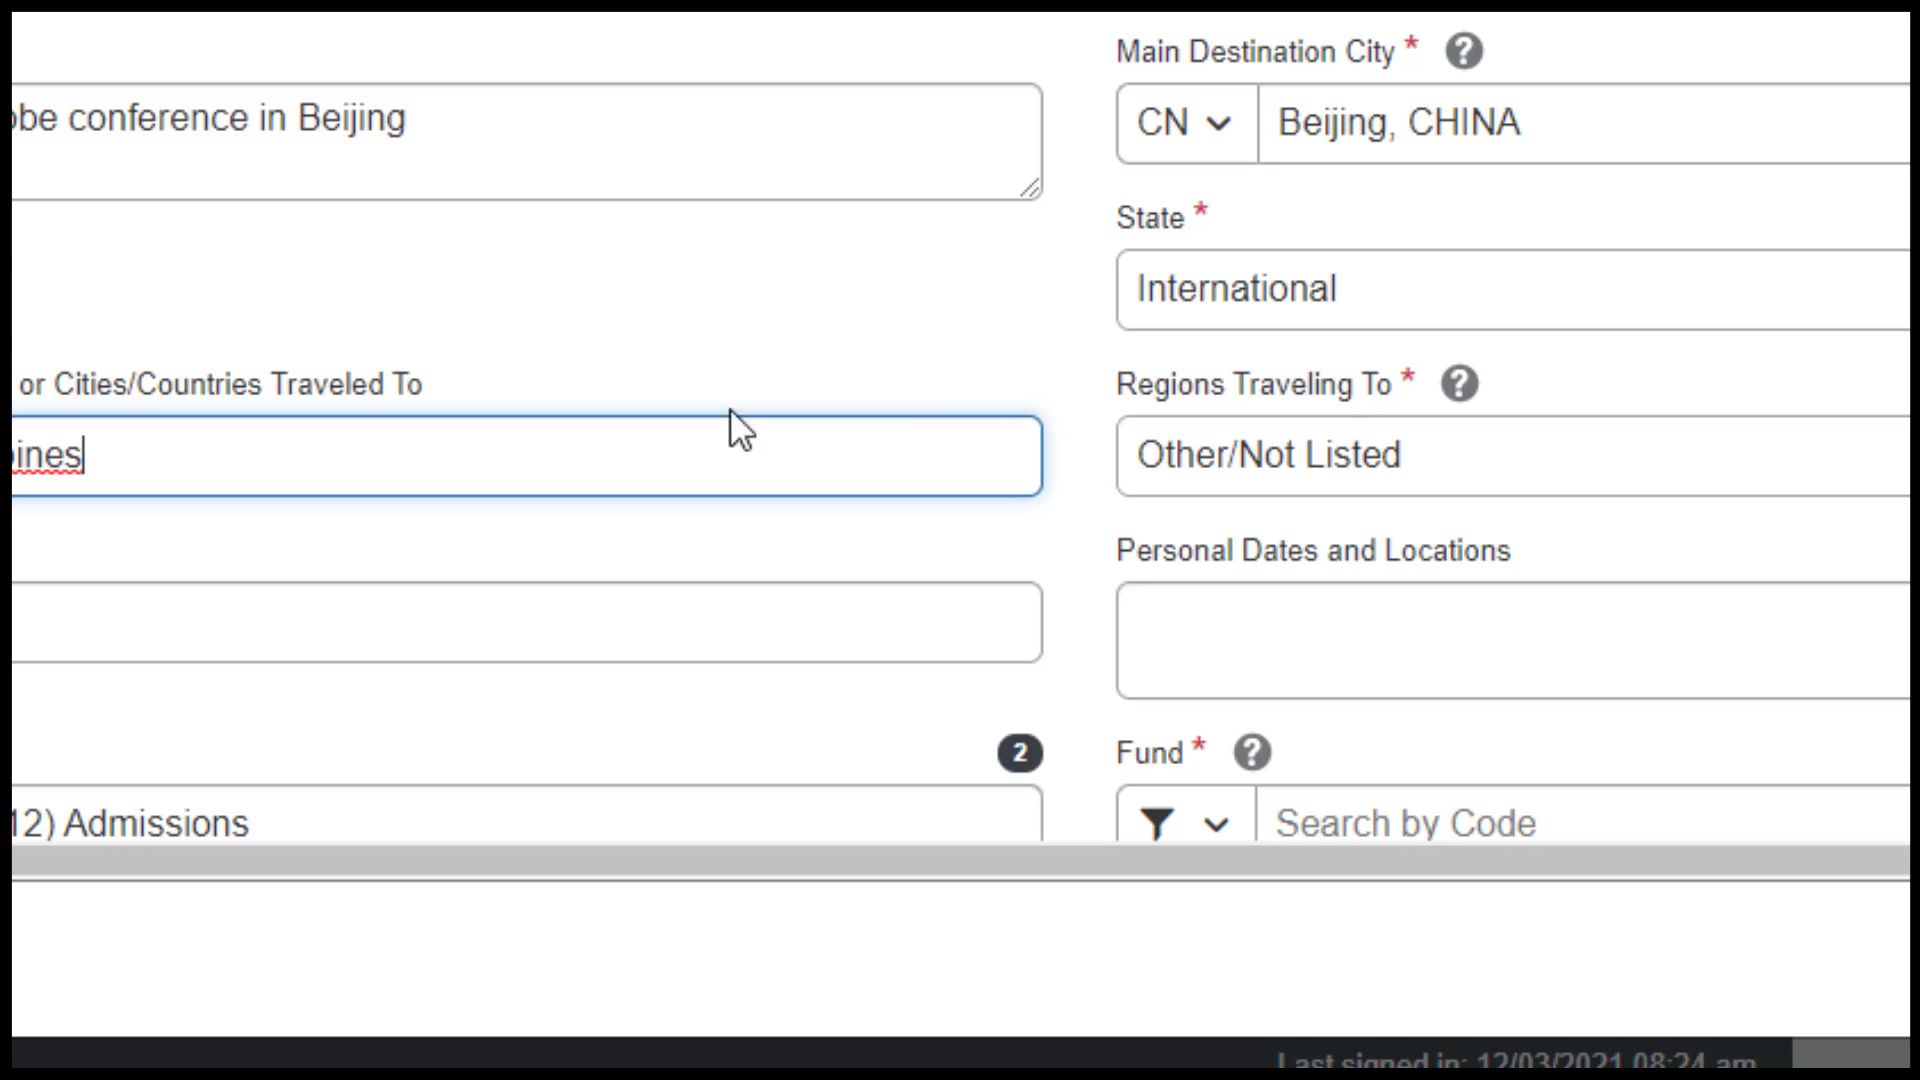 Main Destination City *
obe conference in Beijing
CN
Beijing, CHINA
State *
International
or Cities/Countries Traveled To
Regions Traveling To *
ines
Other/Not Listed
Personal Dates and Locations
2
Fund *
12) Admissions
Search by Code
Last signed in: 12/03/2021 08:24 am